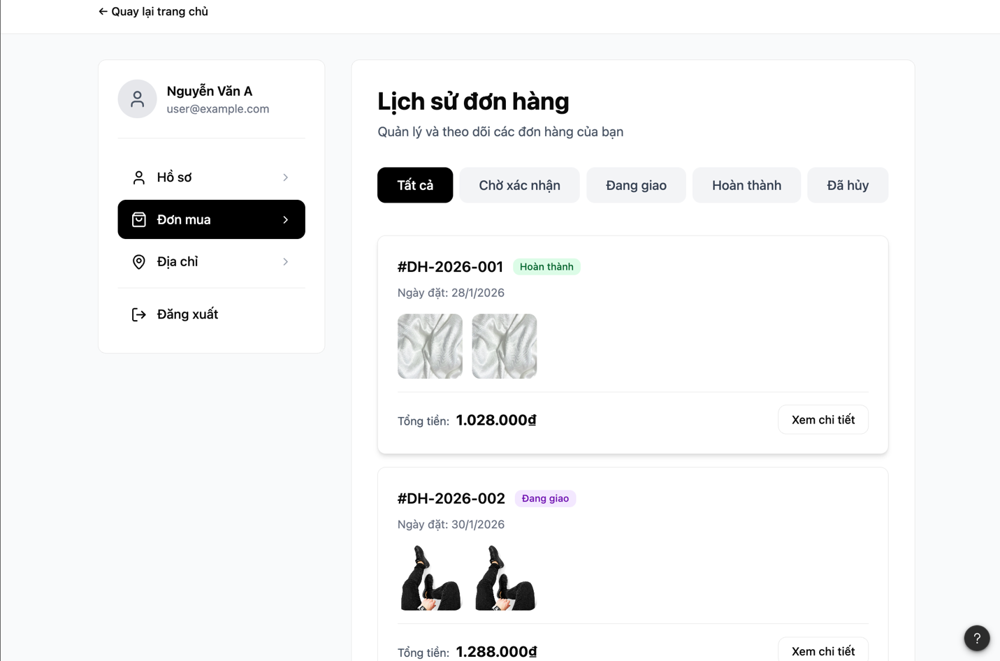 ← Quay lại trang chủ
Nguyễn Văn A
user@example.com
Hồ sơ
Đơn mua
Địa chỉ
Đăng xuất
Lịch sử đơn hàng
Quản lý và theo dõi các đơn hàng của bạn
Tất cả Chờ xác nhận Đang giao Hoàn thành Đã hủy
#DH-2026-001 Hoàn thành
Ngày đặt: 28/1/2026
Tổng tiền: 1.028.000₫ Xem chi tiết
#DH-2026-002 Đang giao
Ngày đặt: 30/1/2026
Tổng tiền: 1.288.000₫ Xem chi tiết
?